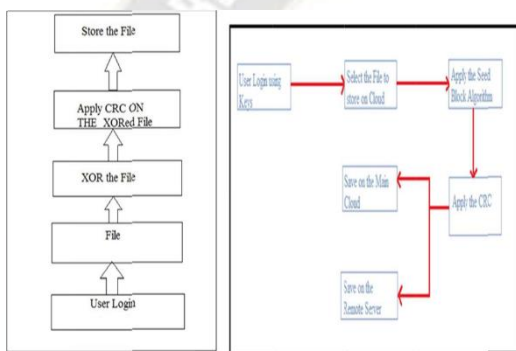 Store the File
Apply CRC ON
THE XORed File
XOR the File
File
User Login
User Login using
Keys
Select the File to
store on Cloud
Apply the Seed
Block Algorithm
Save on the Main
Cloud
Apply the CRC
Save on the
Remote Server